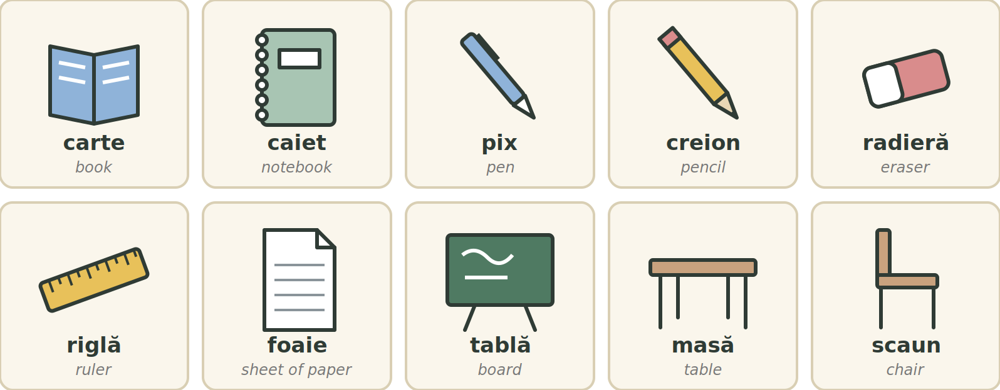 carte
book
caiet
notebook
pix
pen
creion
pencil
radieră
eraser
riglă
ruler
foaie
sheet of paper
tablă
board
masă
table
scaun
chair